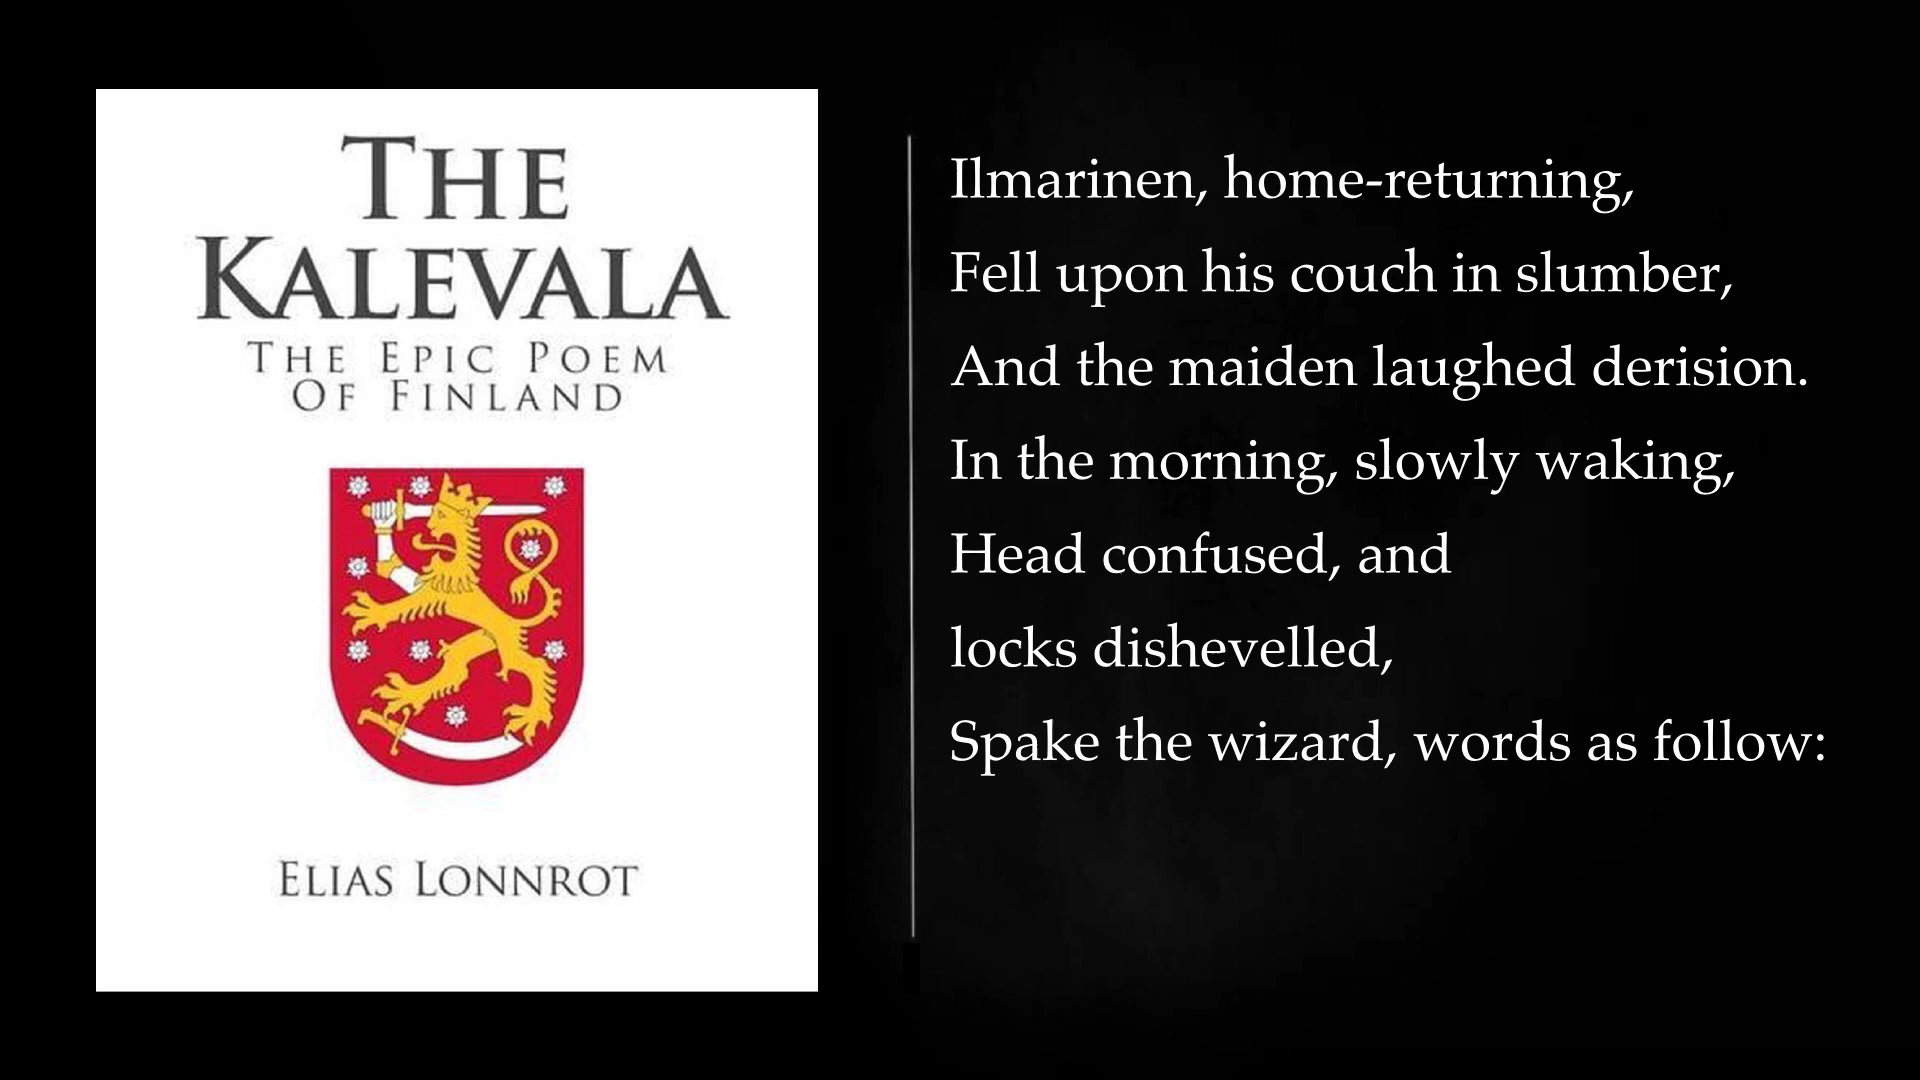 THE
KALEVALA
THE EPIC POEM
OF FINLAND
ELIAS LONNROT
Ilmarinen, home-returning,
Fell upon his couch in slumber,
And the maiden laughed derision.
In the morning, slowly waking,
Head confused, and
locks dishevelled,
Spake the wizard, words as follow: